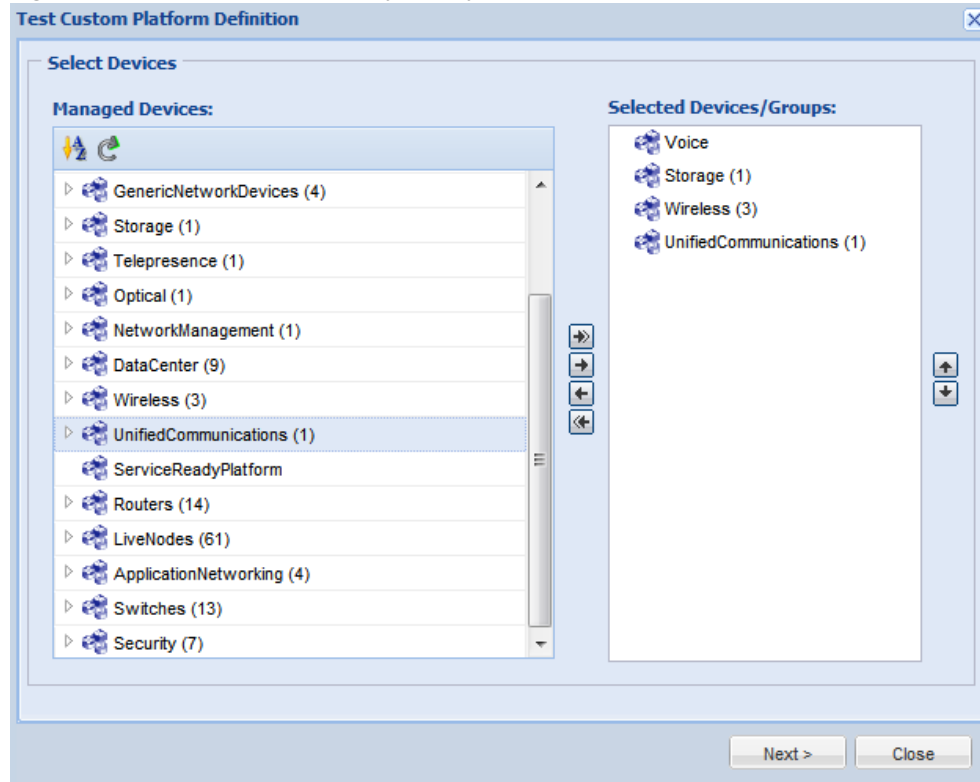 Test Custom Platform Definition
Select Devices
Managed Devices:
GenericNetworkDevices (4)
Storage (1)
Telepresence (1)
Optical (1)
NetworkManagement (1)
DataCenter (9)
Wireless (3)
UnifiedCommunications (1)
ServiceReadyPlatform
Routers (14)
LiveNodes (61)
ApplicationNetworking (4)
Switches (13)
Security (7)
Selected Devices/Groups:
Voice
Storage (1)
Wireless (3)
UnifiedCommunications (1)
Next >
Close